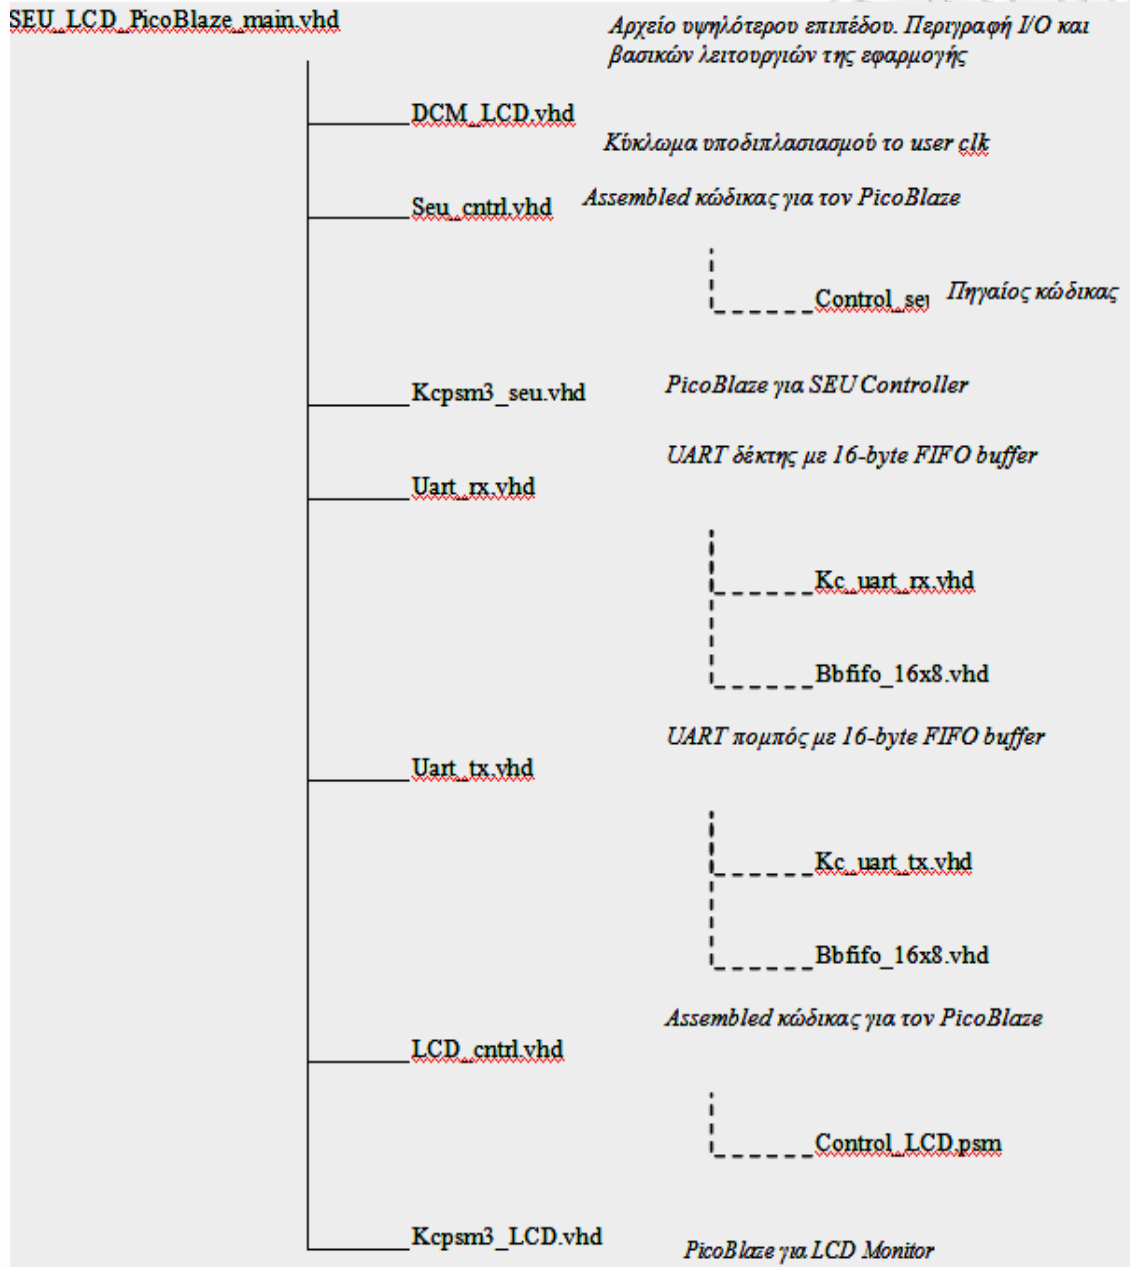 SEU_LCD_PicoBlaze_main.vhd
Αρχείο υψηλότερου επιπέδου. Περιγραφή I/O και
βασικών λειτουργιών της εφαρμογής
DCM_LCD.vhd
Κύκλωμα υποδιπλασιασμού το user clk
Seu_cntrl.vhd
Assembled κώδικας για τον PicoBlaze
Control_seu
Πηγαίος κώδικας
Kcpsm3_seu.vhd
PicoBlaze για SEU Controller
UART δέκτης με 16-byte FIFO buffer
Uart_rx.vhd
Kc_uart_rx.vhd
Bbfifo_16x8.vhd
UART πομπός με 16-byte FIFO buffer
Uart_tx.vhd
Kc_uart_tx.vhd
Bbfifo_16x8.vhd
Assembled κώδικας για τον PicoBlaze
LCD_cntrl.vhd
Control_LCD.psm
Kcpsm3_LCD.vhd
PicoBlaze για LCD Monitor